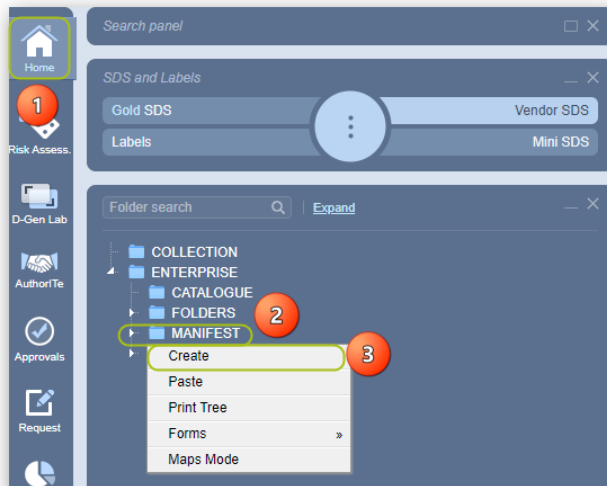 Home
1
Risk Assess.
D-Gen Lab
AuthorITe
Approvals
Request
Search panel
SDS and Labels
Gold SDS
Vendor SDS
Labels
Mini SDS
Folder search
Expand
COLLECTION
ENTERPRISE
CATALOGUE
FOLDERS
2
MANIFEST
Create
3
Paste
Print Tree
Forms »
Maps Mode